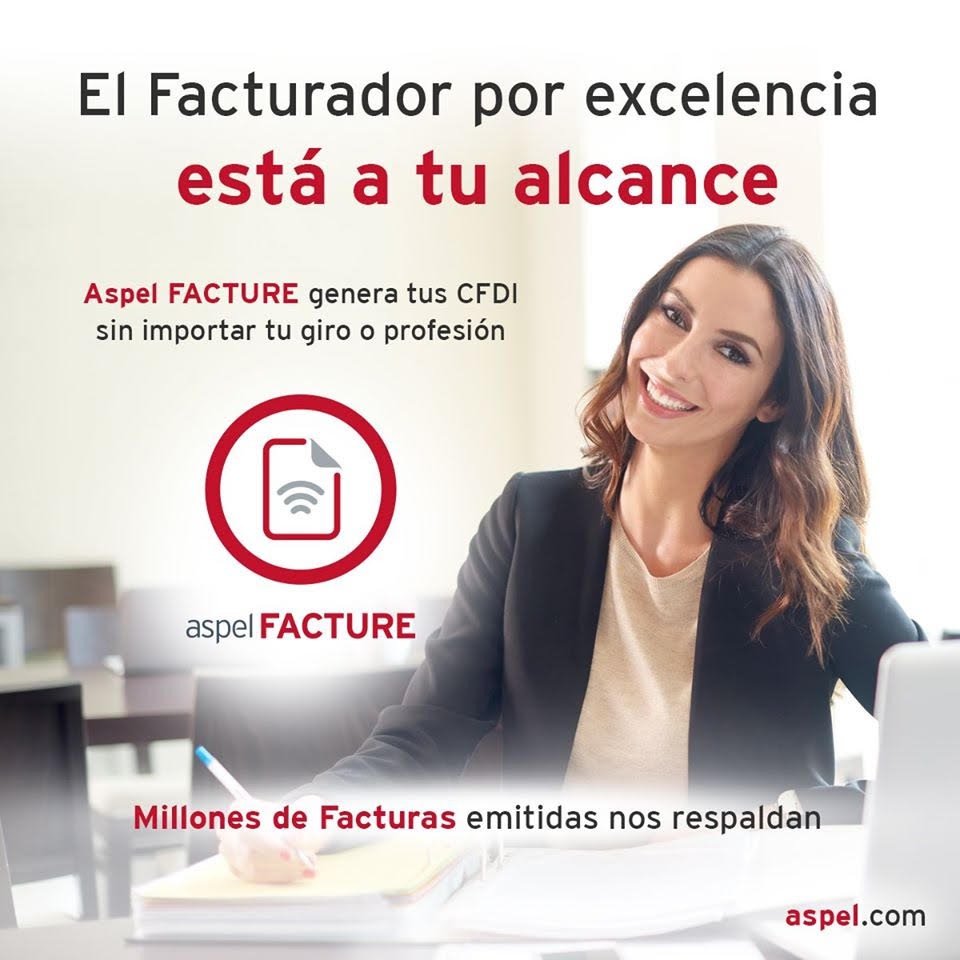 El Facturador por excelencia
está a tu alcance
Aspel FACTURE genera tus CFDI
sin importar tu giro o profesión
aspel FACTURE
Millones de Facturas emitidas nos respaldan
aspel.com